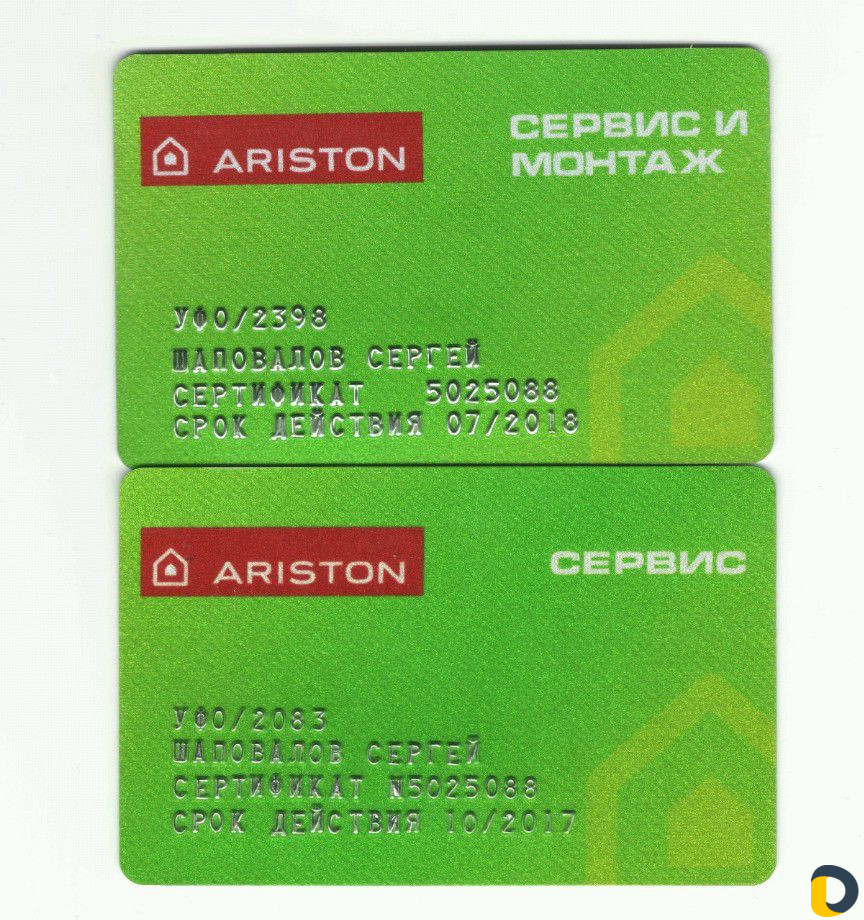 ARISTON
СЕРВИС И
МОНТАЖ
УФО/2398
ШАПОВАЛОВ СЕРГЕЙ
СЕРТИФИКАТ 5025088
СРОК ДЕЙСТВИЯ 07/2018
ARISTON
СЕРВИС
УФО/2083
ШАПОВАЛОВ СЕРГЕЙ
СЕРТИФИКАТ N5025088
СРОК ДЕЙСТВИЯ 10/2017